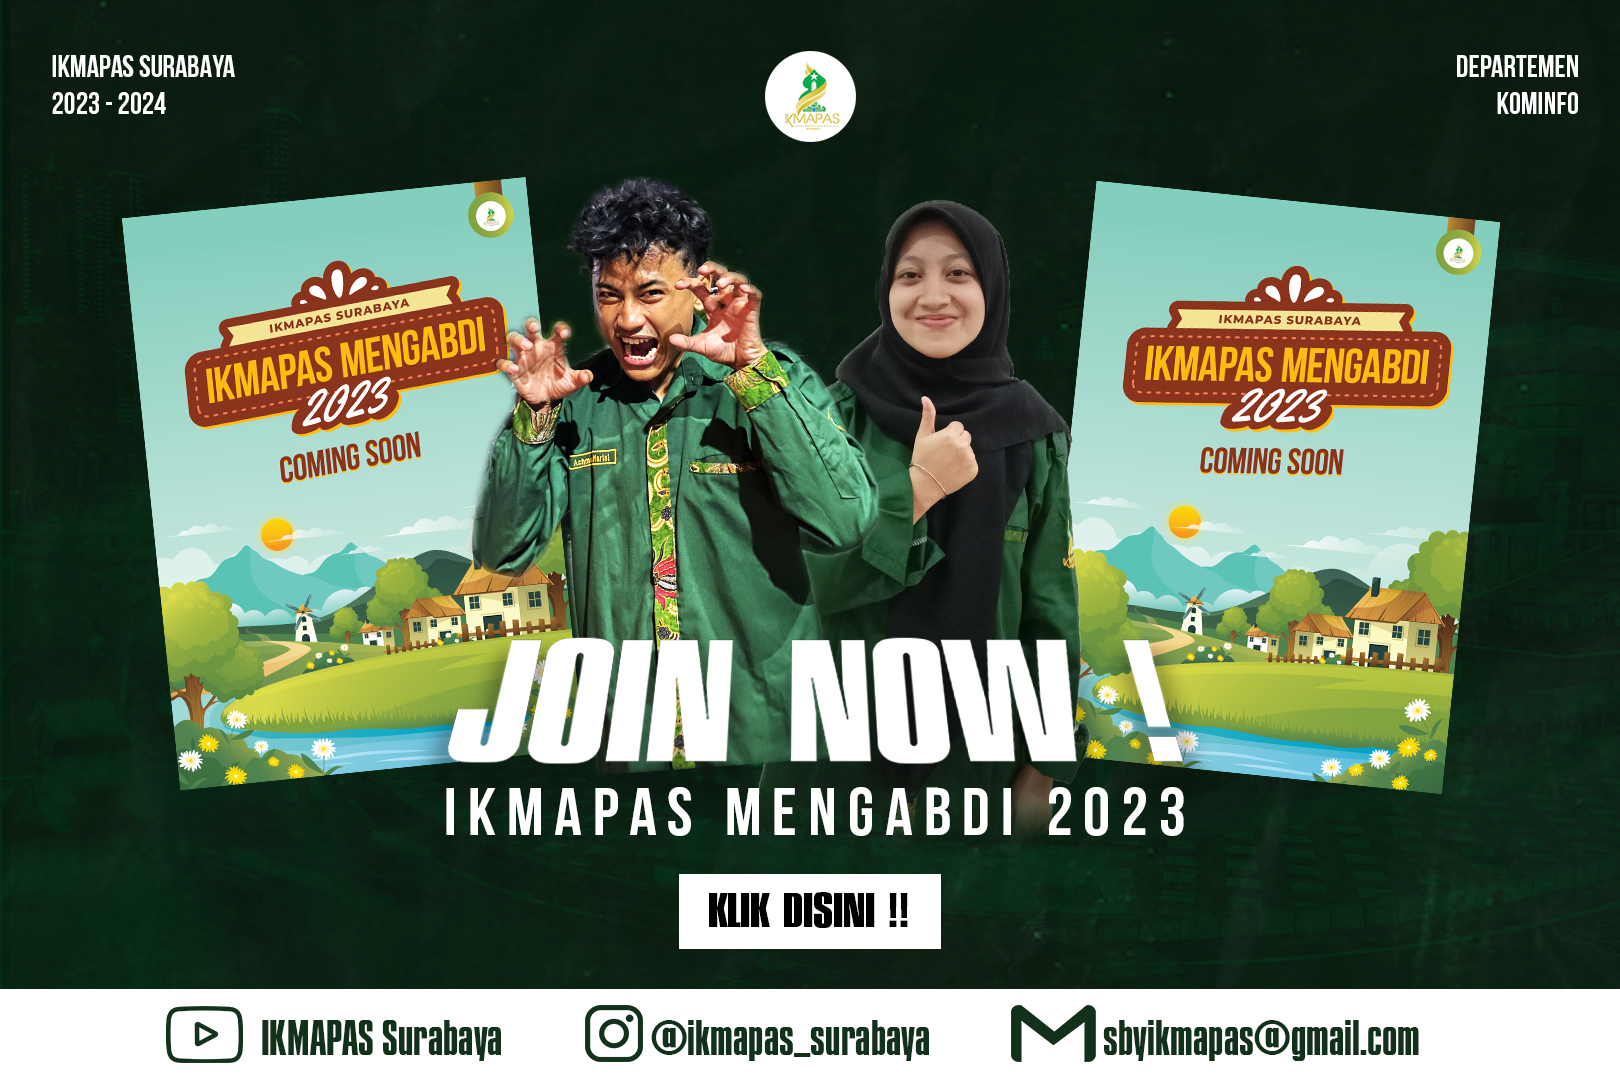 IKMAPAS SURABAYA
2023 - 2024
IKMAPAS
DEPARTEMEN
KOMINFO
IKMAPAS SURABAYA
IKMAPAS MENGABDI
2023
COMING SOON
IKMAPAS SURABAYA
IKMAPAS MENGABDI
2023
COMING SOON
JOIN NOW !
IKMAPAS MENGABDI 2023
KLIK DISINI !!
IKMAPAS Surabaya
@ikmapas_surabaya
sbyikmapas@gmail.com